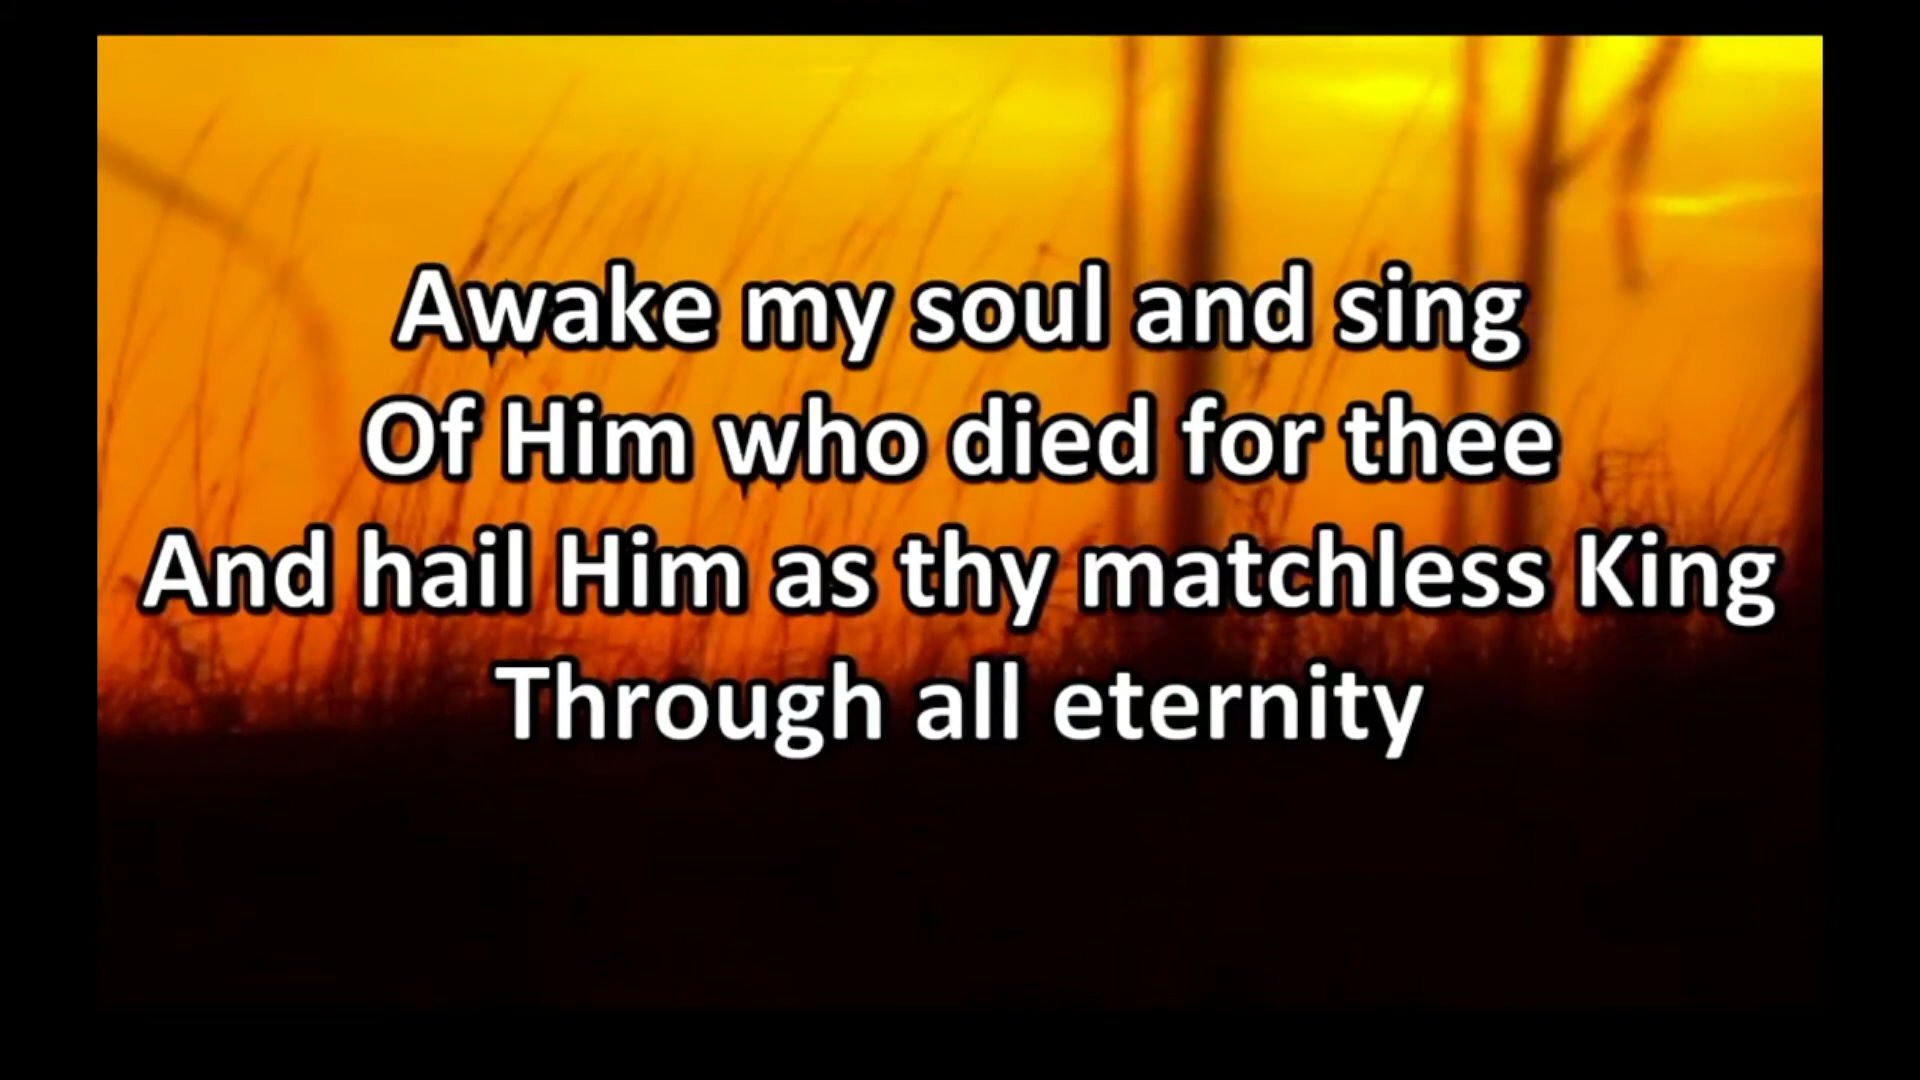 Awake my soul and sing
Of Him who died for thee
And hail Him as thy matchless King
Through all eternity